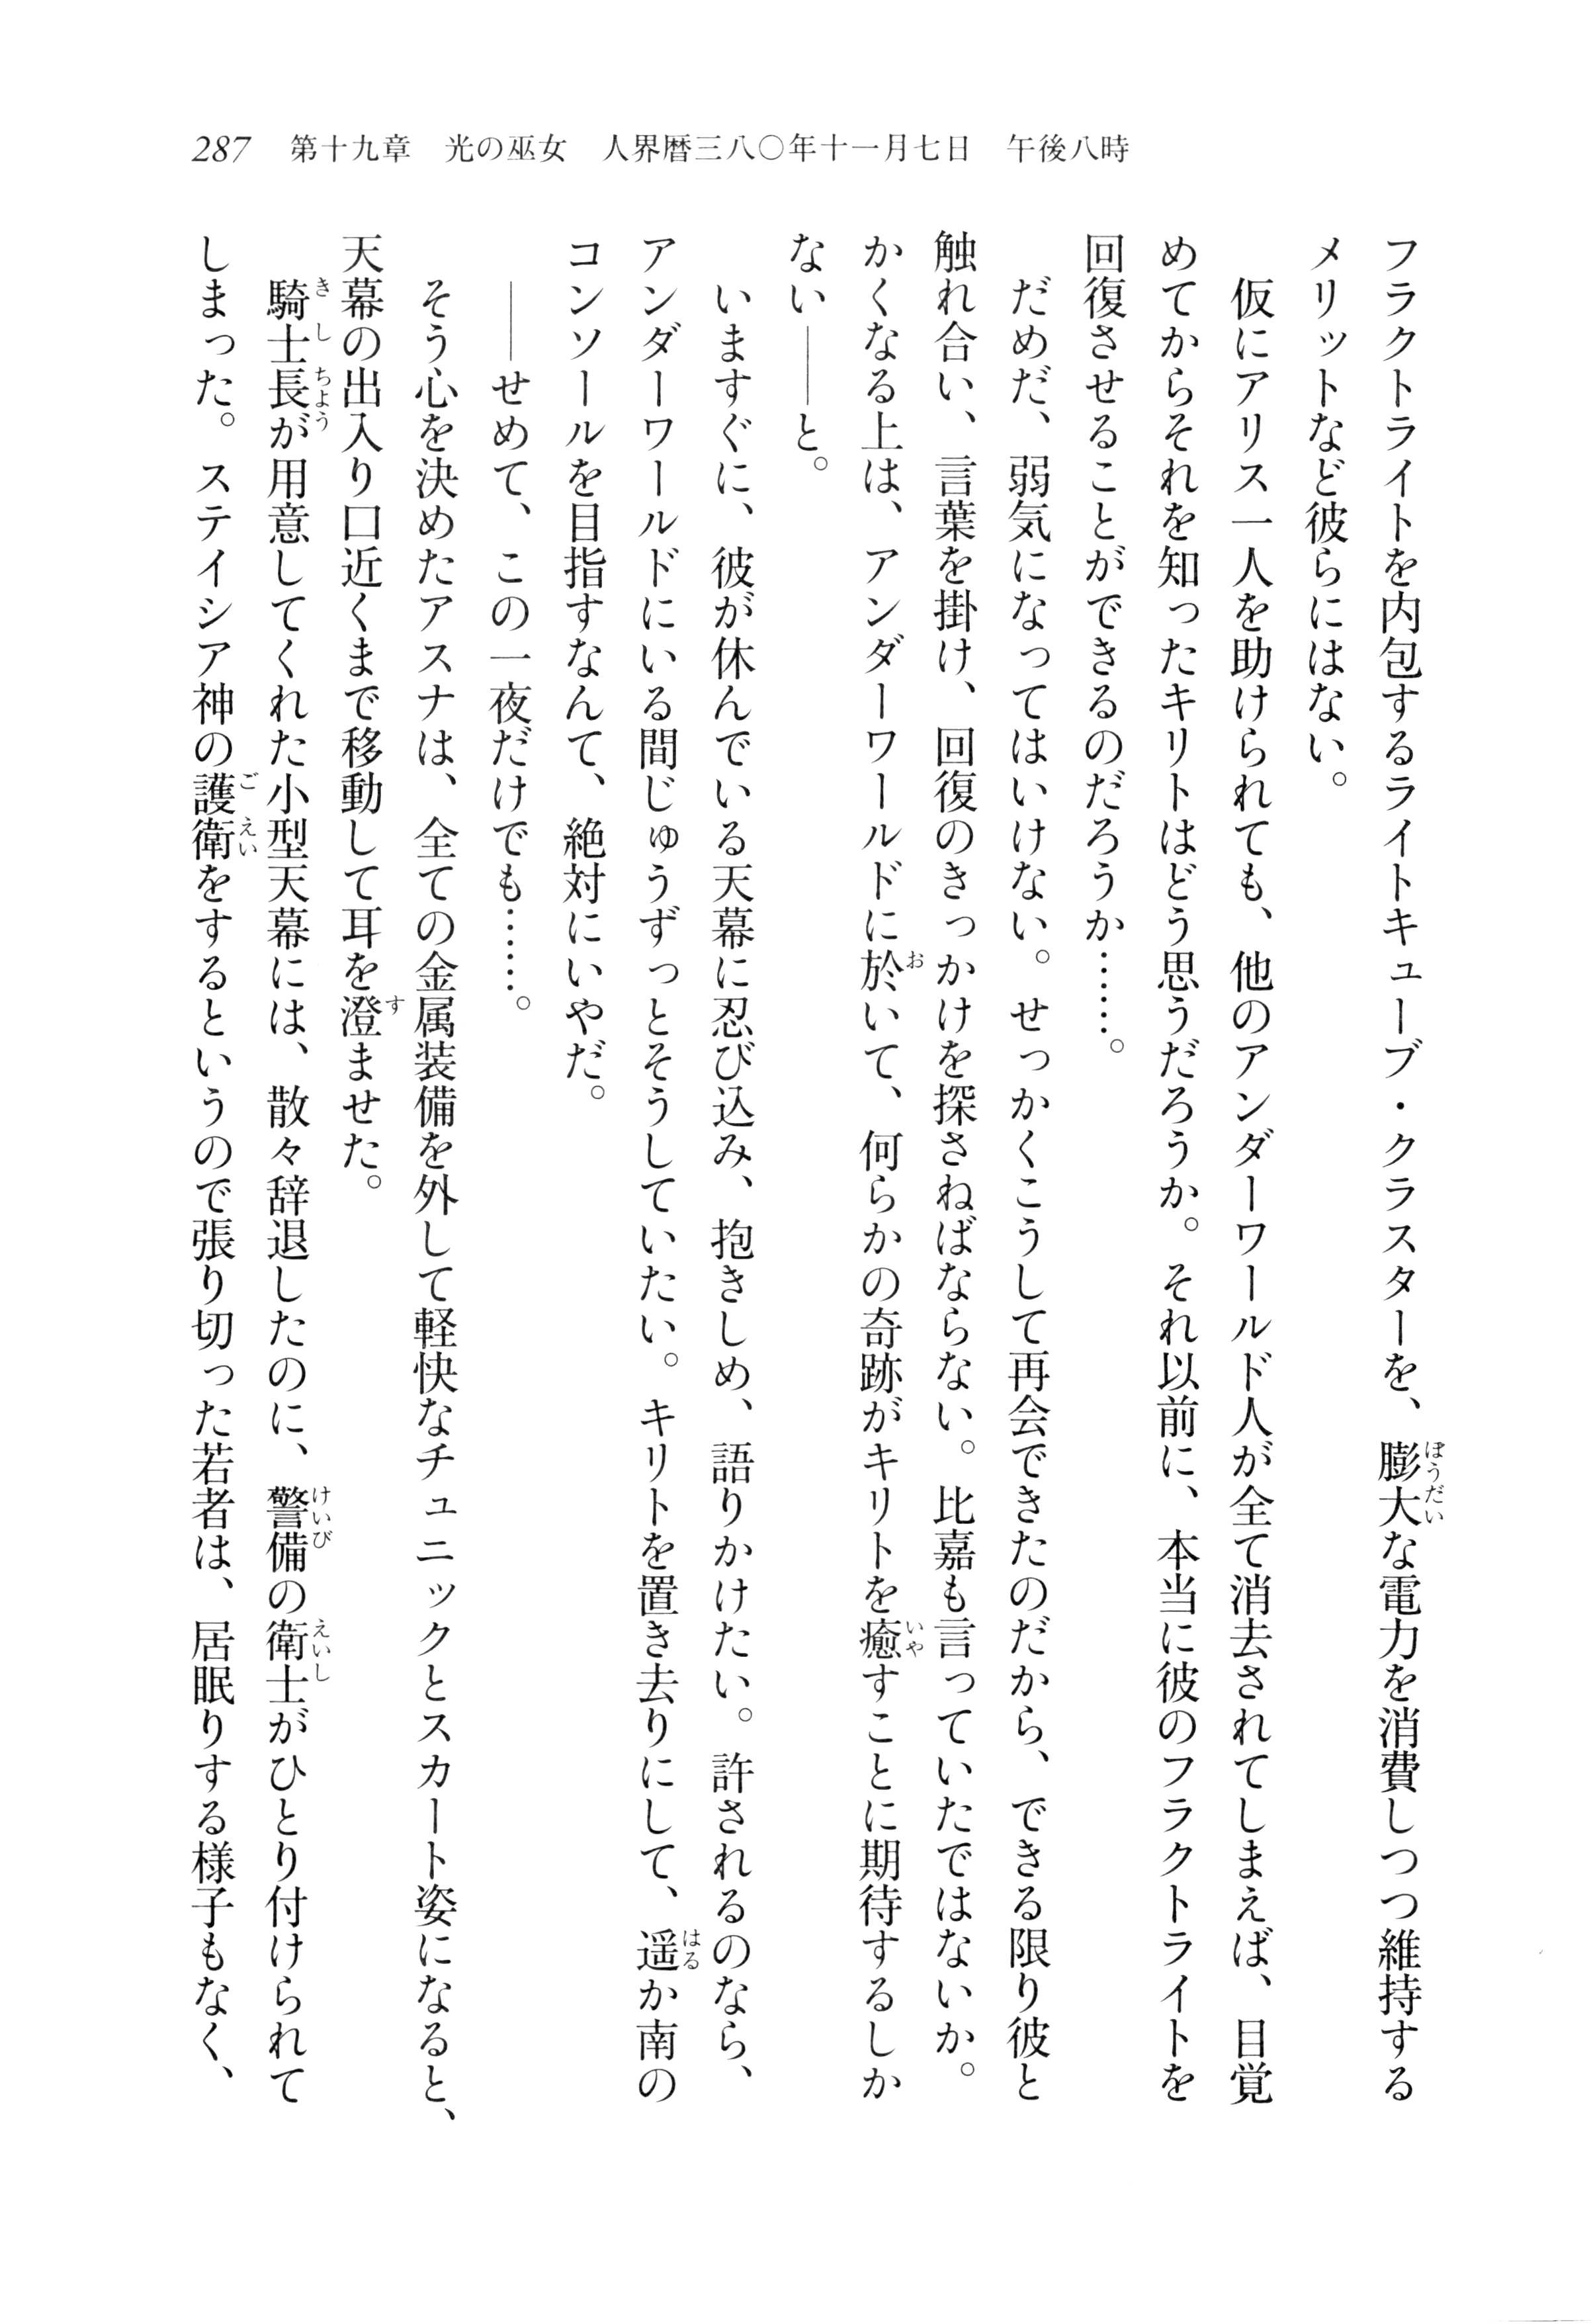 287 第十九章 光の巫女 人界暦三八〇年十一月七日 午後八時
フラクトライトを内包するライトキューブ・クラスターを、膨大な電力を消費しつつ維持する
メリットなど彼らにはない。
　仮にアリス一人を助けられても、他のアンダーワールド人が全て消去されてしまえば、目覚
めてからそれを知ったキリトはどう思うだろうか。それ以前に、本当に彼のフラクトライトを
回復させることができるのだろうか……。
　だめだ、弱気になってはいけない。せっかくこうして再会できたのだから、できる限り彼と
触れ合い、言葉を掛け、回復のきっかけを探さねばならない。比嘉も言っていたではないか。
かくなる上は、アンダーワールドに於いて、何らかの奇跡がキリトを癒すことに期待するしか
ない――と。
　いますぐに、彼が休んでいる天幕に忍び込み、抱きしめ、語りかけたい。許されるのなら、
アンダーワールドにいる間じゅうずっとそうしていたい。キリトを置き去りにして、遥か南の
コンソールを目指すなんて、絶対にいやだ。
　――せめて、この一夜だけでも……。
　そう心を決めたアスナは、全ての金属装備を外して軽快なチュニックとスカート姿になると、
天幕の出入り口近くまで移動して耳を澄ませた。
　騎士長が用意してくれた小型天幕には、散々辞退したのに、警備の衛士がひとり付けられて
しまった。ステイシア神の護衛をするというので張り切った若者は、居眠りする様子もなく、